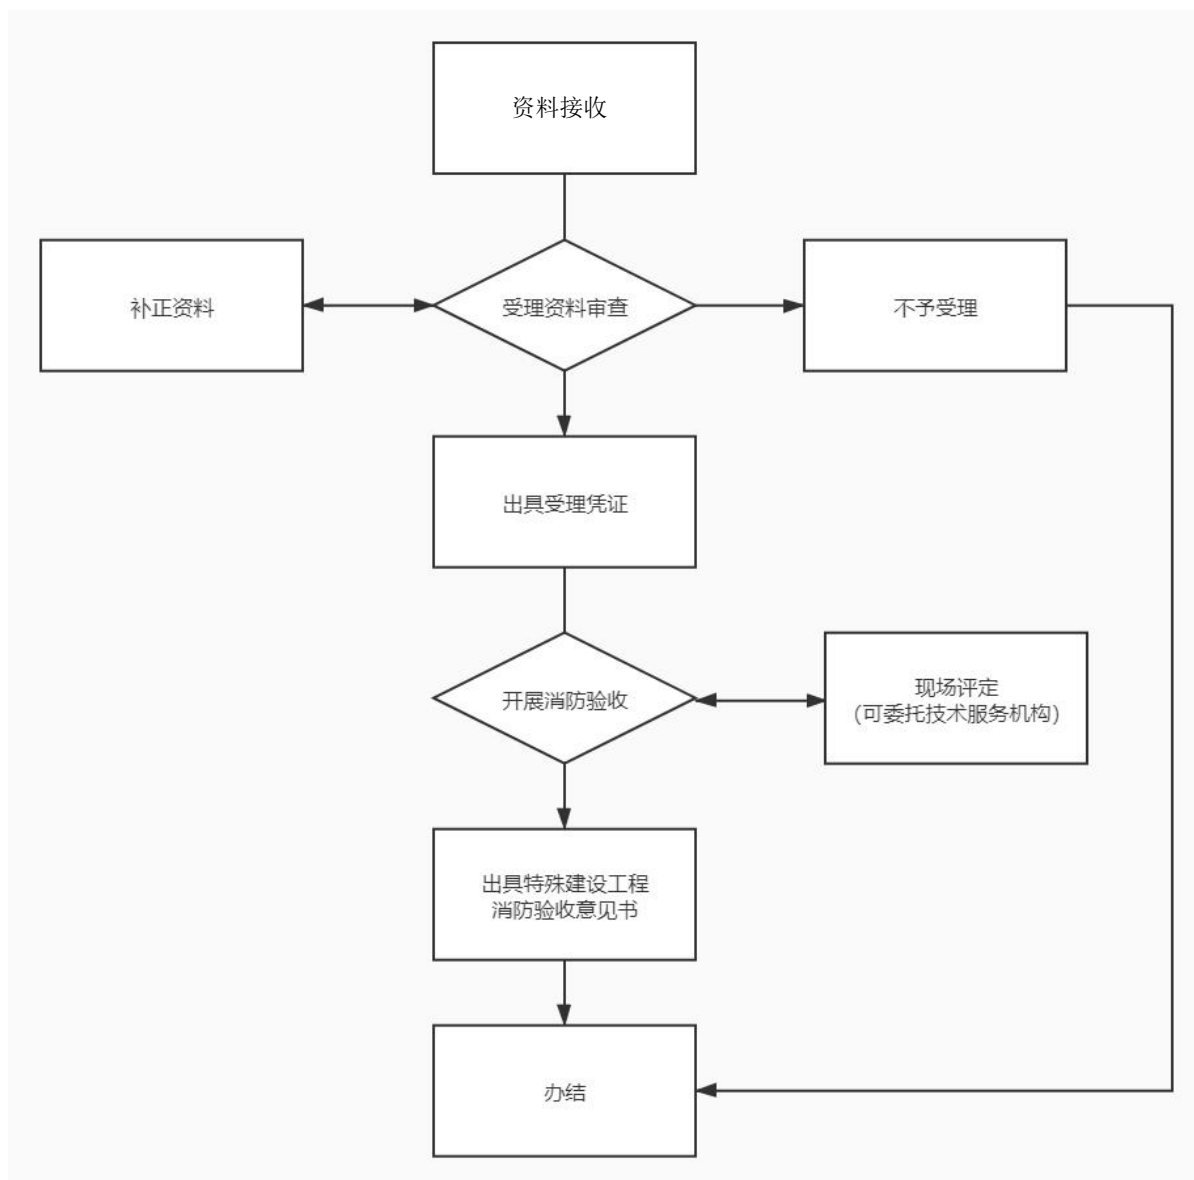 资料接收
补正资料
受理资料审查
不予受理
出具受理凭证
开展消防验收
现场评定
(可委托技术服务机构)
出具特殊建设工程
消防验收意见书
办结